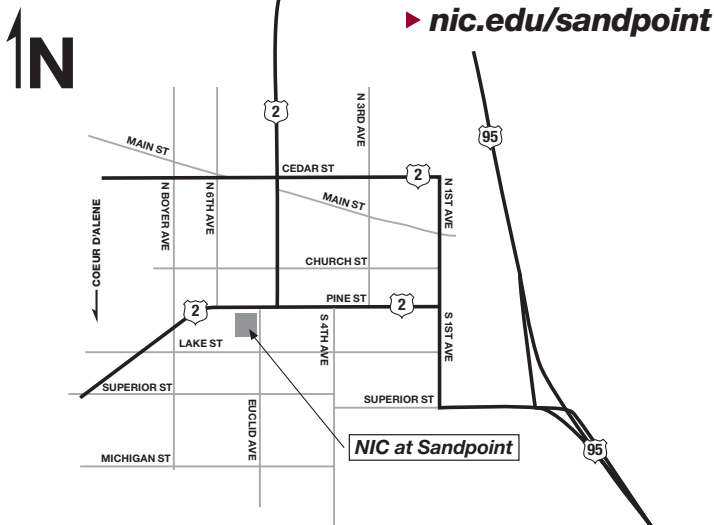 nic.edu/sandpoint
N
2
95
N 3RD AVE
MAIN ST
CEDAR ST
2
N BOYER AVE
N 6TH AVE
MAIN ST
N 1ST AVE
COEUR D'ALENE
CHURCH ST
PINE ST
2
2
S 4TH AVE
S 1ST AVE
LAKE ST
SUPERIOR ST
SUPERIOR ST
EUCLID AVE
NIC at Sandpoint
95
MICHIGAN ST